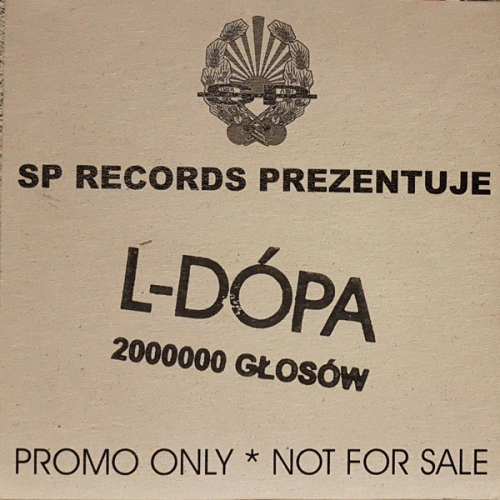 SP
SP RECORDS PREZENTUJE
L-DÓPA
2000000 GŁOSÓW
PROMO ONLY * NOT FOR SALE